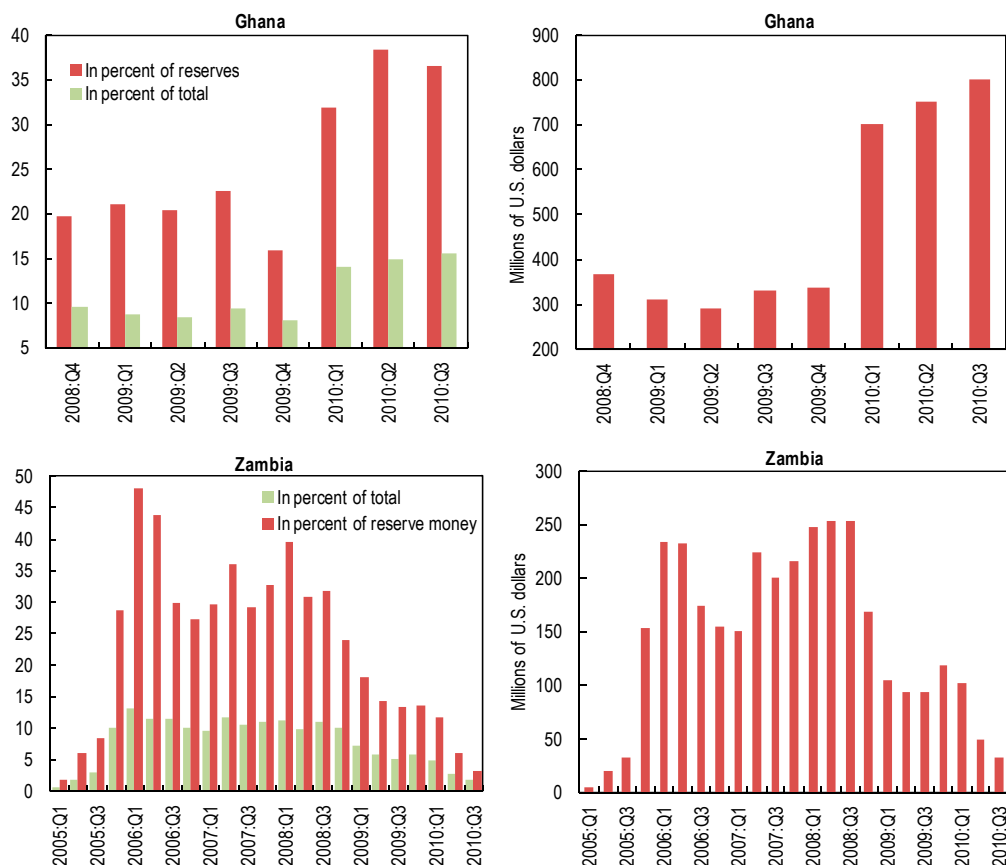 Ghana
40
35
30
25
20
15
10
5
In percent of reserves
In percent of total
2008:Q4
2009:Q1
2009:Q2
2009:Q3
2009:Q4
2010:Q1
2010:Q2
2010:Q3
Ghana
Millions of U.S. dollars
900
800
700
600
500
400
300
200
2008:Q4
2009:Q1
2009:Q2
2009:Q3
2009:Q4
2010:Q1
2010:Q2
2010:Q3
Zambia
50
45
40
35
30
25
20
15
10
5
0
In percent of total
In percent of reserve money
2005:Q1
2005:Q3
2006:Q1
2006:Q3
2007:Q1
2007:Q3
2008:Q1
2008:Q3
2009:Q1
2009:Q3
2010:Q1
2010:Q3
Zambia
Millions of U.S. dollars
300
250
200
150
100
50
0
2005:Q1
2005:Q3
2006:Q1
2006:Q3
2007:Q1
2007:Q3
2008:Q1
2008:Q3
2009:Q1
2009:Q3
2010:Q1
2010:Q3